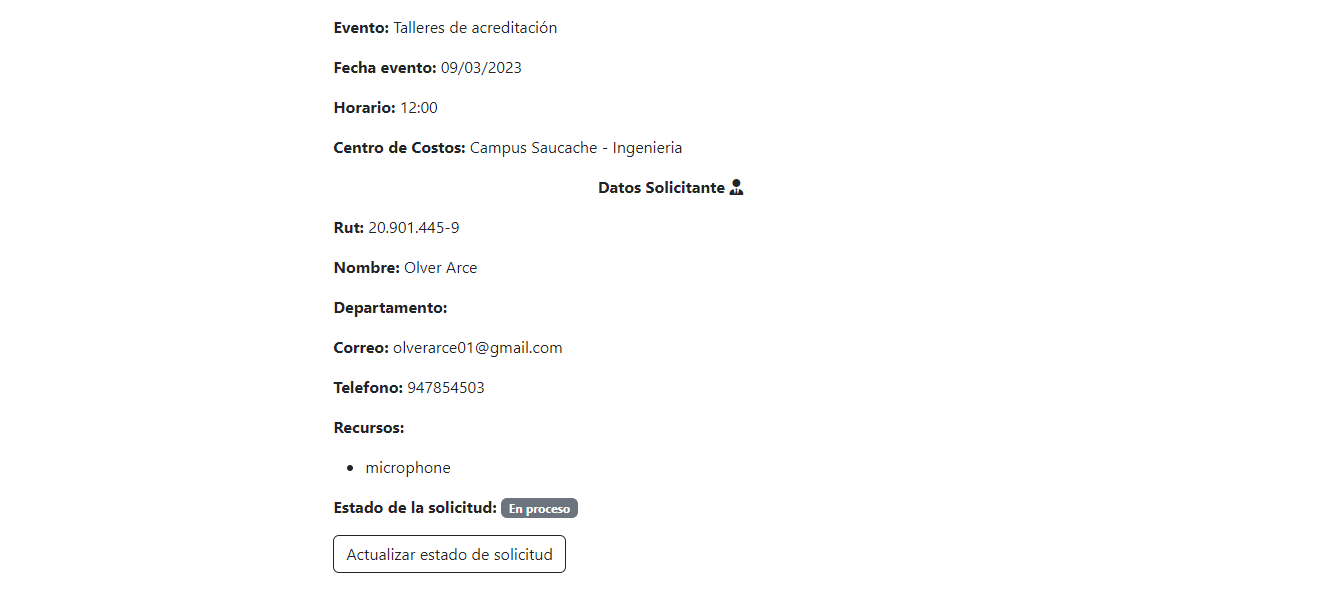 Evento: Talleres de acreditación
Fecha evento: 09/03/2023
Horario: 12:00
Centro de Costos: Campus Saucache - Ingenieria
Datos Solicitante
Rut: 20.901.445-9
Nombre: Olver Arce
Departamento:
Correo: olverarce01@gmail.com
Telefono: 947854503
Recursos:
• microphone
Estado de la solicitud: En proceso
Actualizar estado de solicitud